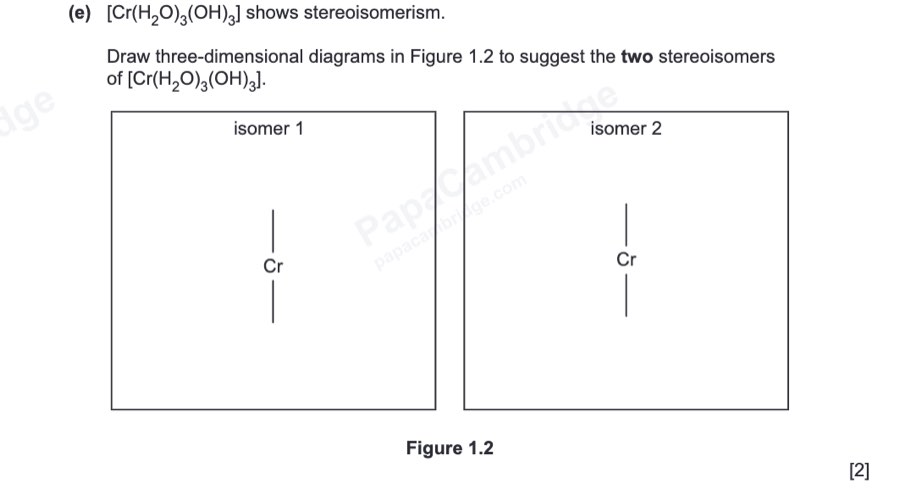 (e) [Cr(H₂O)₃(OH)₃] shows stereoisomerism.
Draw three-dimensional diagrams in Figure 1.2 to suggest the two stereoisomers
of [Cr(H₂O)₃(OH)₃].
dge
isomer 1
isomer 2
PapaCambridge
papacambridge.com
Cr
Cr
Figure 1.2
[2]